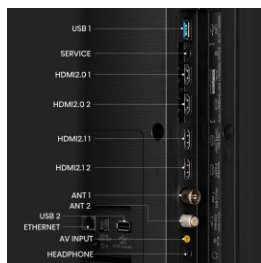 USB 1
SERVICE
HDMI2.0 1
HDMI2.0 2
HDMI2.1 1
HDMI2.1 2
ANT 1
ANT 2
USB 2
ETHERNET
AV INPUT
HEADPHONE